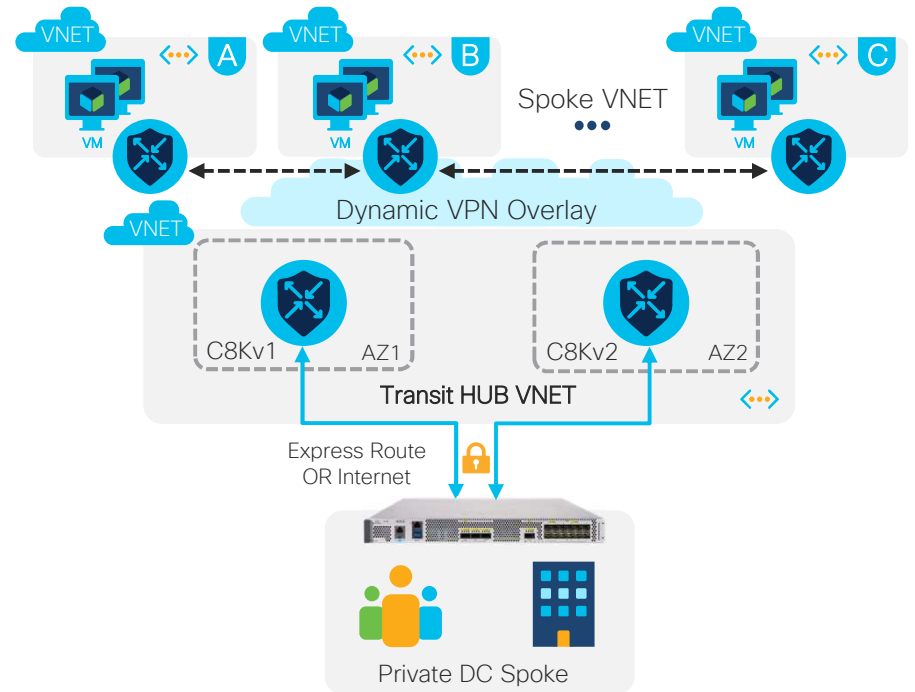 VNET
A
VNET
B
VNET
C
VM
VM
VM
Spoke VNET
Dynamic VPN Overlay
VNET
C8Kv1
AZ1
C8Kv2
AZ2
Transit HUB VNET
Express Route
OR Internet
Private DC Spoke